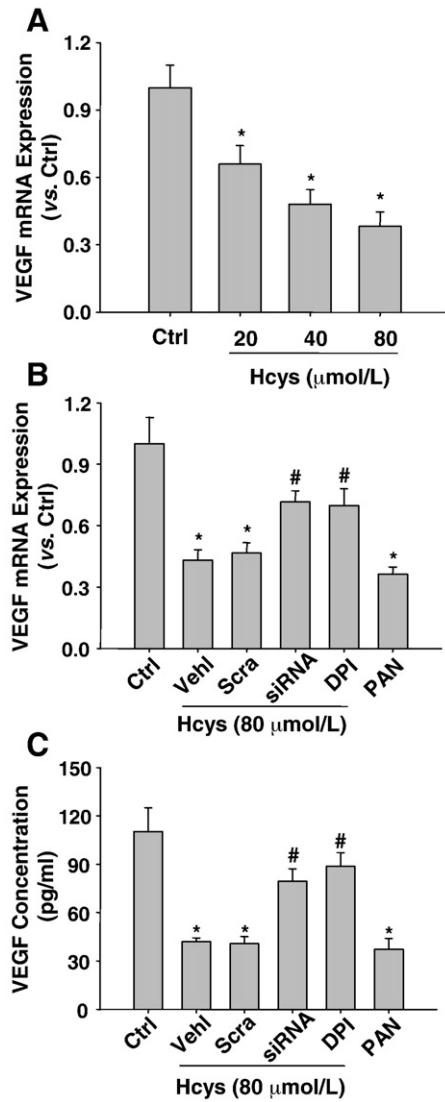 A
VEGF mRNA Expression
(vs. Ctrl)
1.2
0.9
0.6
0.3
0.0
* * *
Ctrl 20 40 80
Hcys (μmol/L)
B
VEGF mRNA Expression
(vs. Ctrl)
1.2
0.9
0.6
0.3
0.0
* * # # *
Ctrl Vehl Scra siRNA DPI PAN
Hcys (80 μmol/L)
C
VEGF Concentration
(pg/ml)
150
120
90
60
30
0
* * # # *
Ctrl Vehl Scra siRNA DPI PAN
Hcys (80 μmol/L)